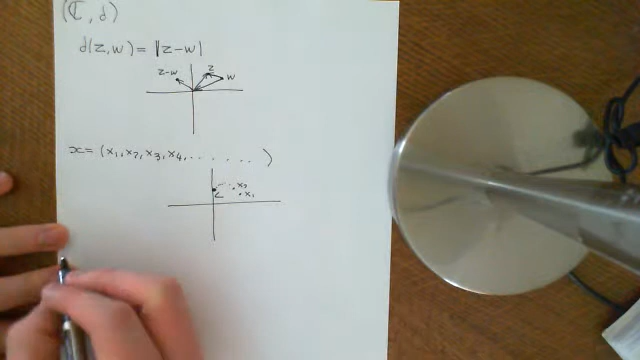 (ℂ, d)
d(z,w) = |z-w|
z-w z w
x = (x₁, x₂, x₃, x₄, . . . . . . )
x₂
L x₁